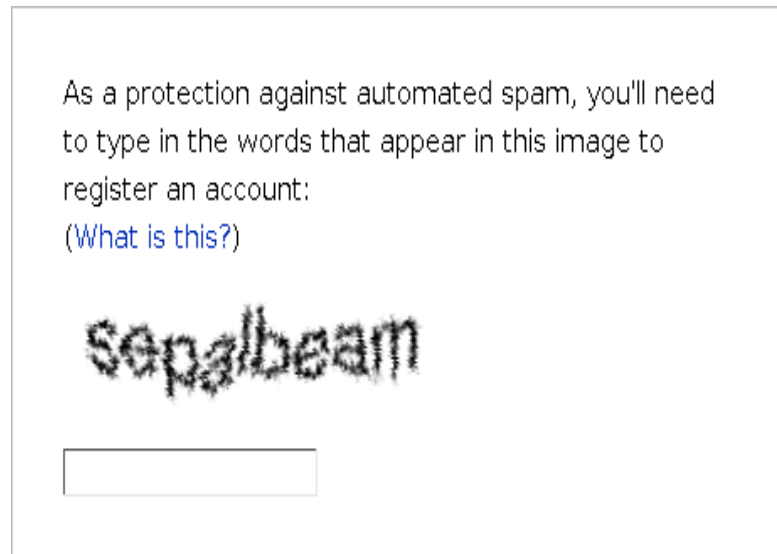 As a protection against automated spam, you'll need
to type in the words that appear in this image to
register an account:
(What is this?)
sepalbeam